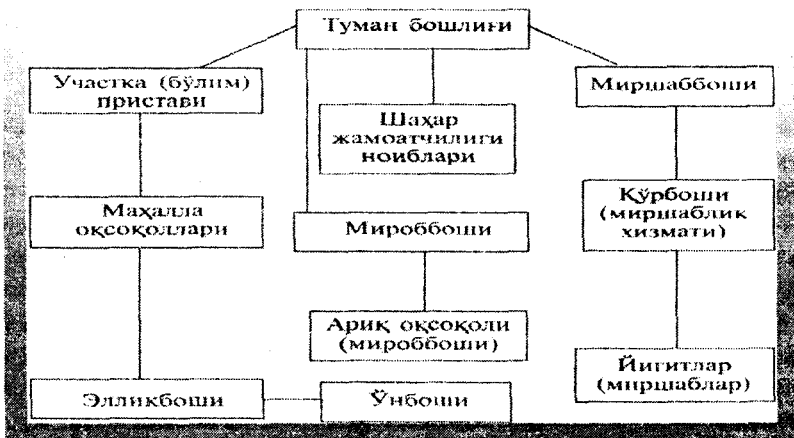 Туман бошлиғи
Участка (бўлим)
пристави
Миршаббоши
Шаҳар
жамоатчилиги
ноиблари
Маҳалла
оқсоқоллари
Мироббоши
Қўрбоши
(миршаблик
хизмати)
Ариқ оқсоқоли
(мироббоши)
Йигитлар
(миршаблар)
Элликбоши
Ўнбоши